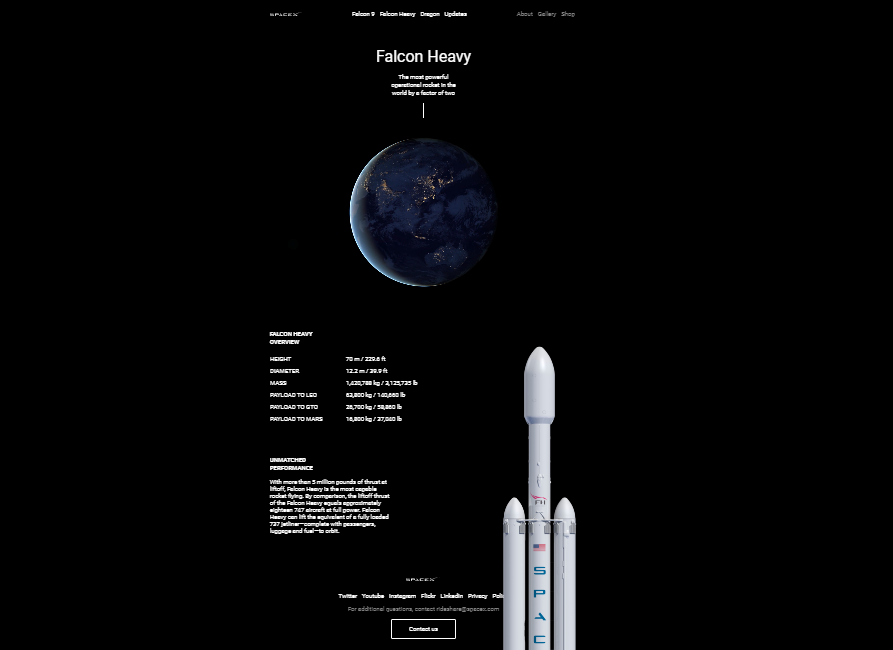 SPACEX
Falcon 9 Falcon Heavy Dragon Updates
About Gallery Shop
Falcon Heavy
The most powerful
operational rocket in the
world by a factor of two
FALCON HEAVY
OVERVIEW
HEIGHT 70 m / 229.6 ft
DIAMETER 12.2 m / 39.9 ft
MASS 1,420,788 kg / 3,125,735 lb
PAYLOAD TO LEO 63,800 kg / 140,660 lb
PAYLOAD TO GTO 26,700 kg / 58,860 lb
PAYLOAD TO MARS 16,800 kg / 37,040 lb
UNMATCHED
PERFORMANCE
With more than 5 million pounds of thrust at
liftoff, Falcon Heavy is the most capable
rocket flying. By comparison, the liftoff thrust
of the Falcon Heavy equals approximately
eighteen 747 aircraft at full power. Falcon
Heavy can lift the equivalent of a fully loaded
737 jetliner—complete with passengers,
luggage and fuel—to orbit.
S
P
A
C
SPACEX
Twitter Youtube Instagram Flickr LinkedIn Privacy Poli
For additional questions, contact rideshare@spacex.com
Contact us